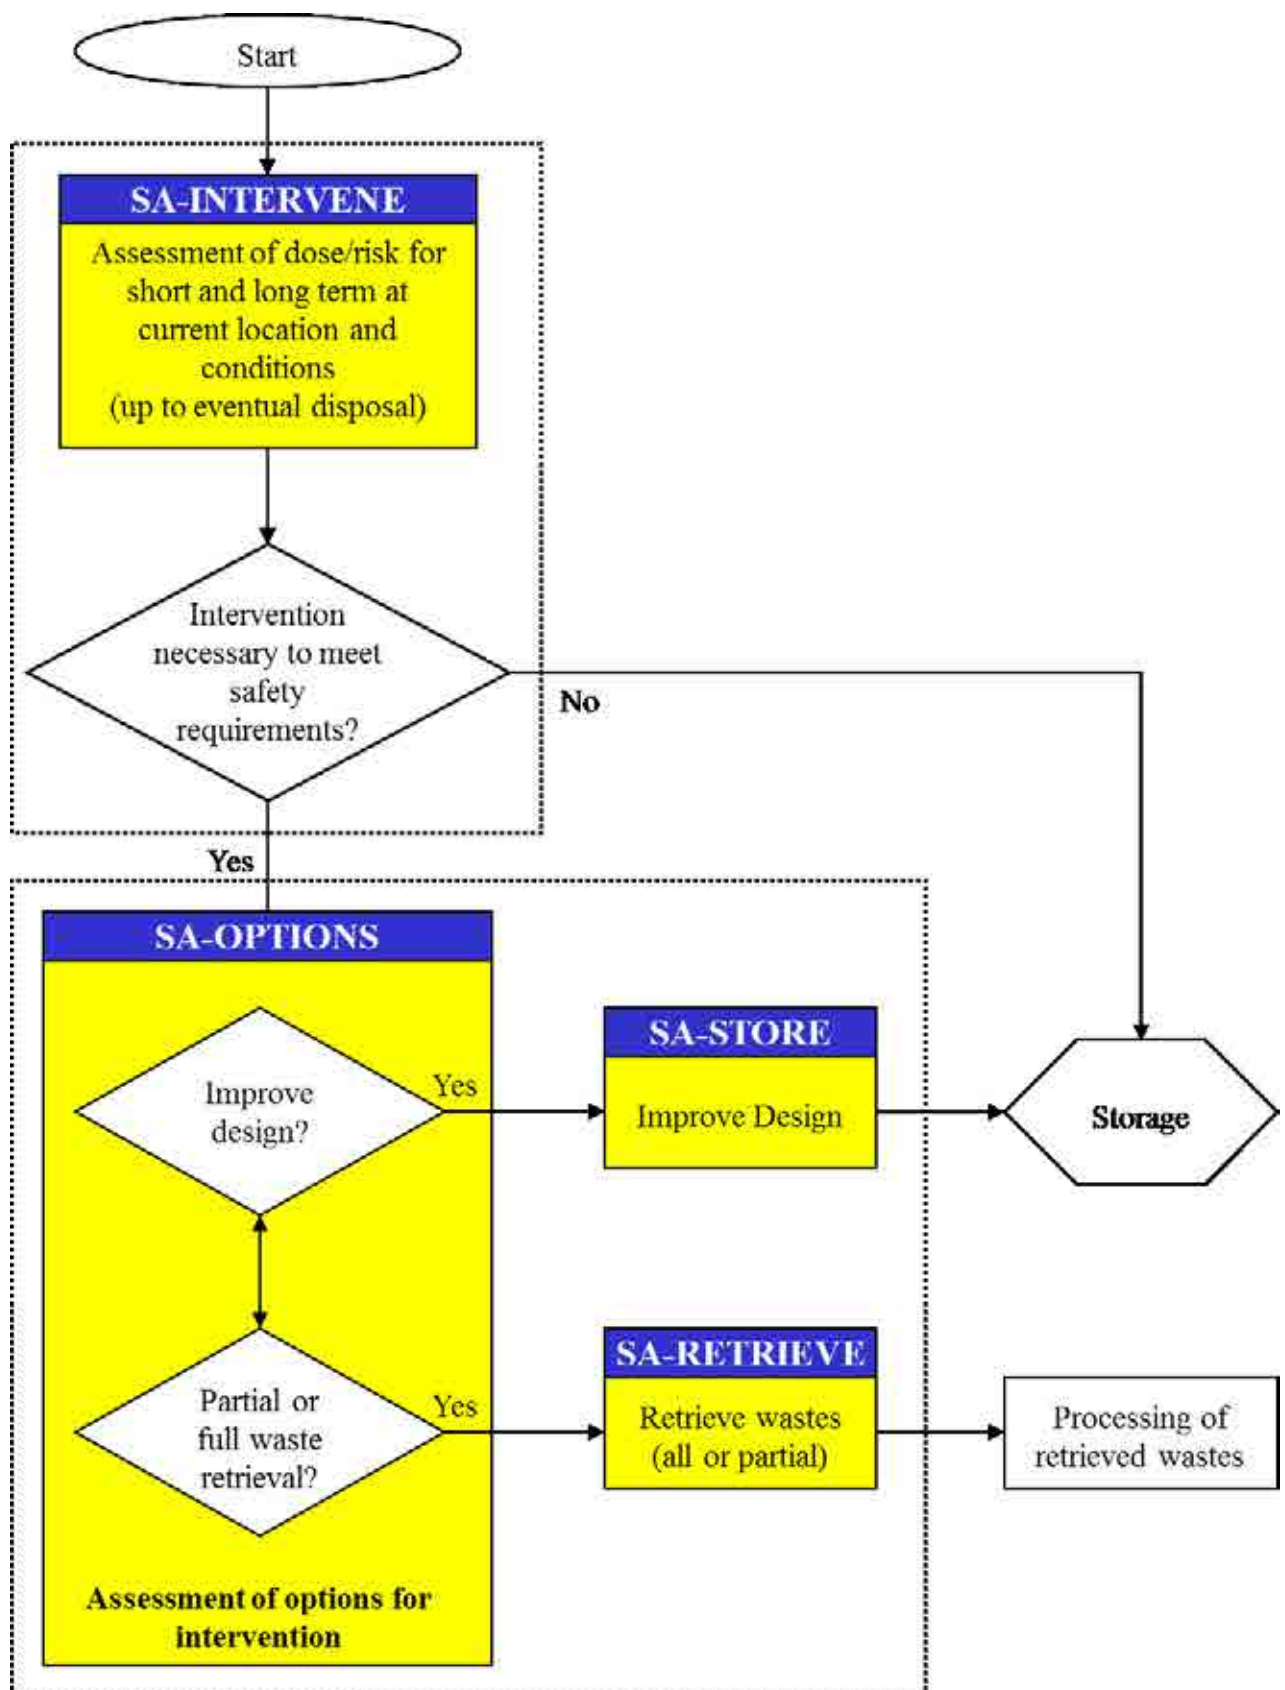 Start
SA-INTERVENE
Assessment of dose/risk for
short and long term at
current location and
conditions
(up to eventual disposal)
Intervention
necessary to meet
safety
requirements?
No
Yes
SA-OPTIONS
Improve
design?
Yes
SA-STORE
Improve Design
Storage
Partial or
full waste
retrieval?
Yes
SA-RETRIEVE
Retrieve wastes
(all or partial)
Processing of
retrieved wastes
Assessment of options for
intervention